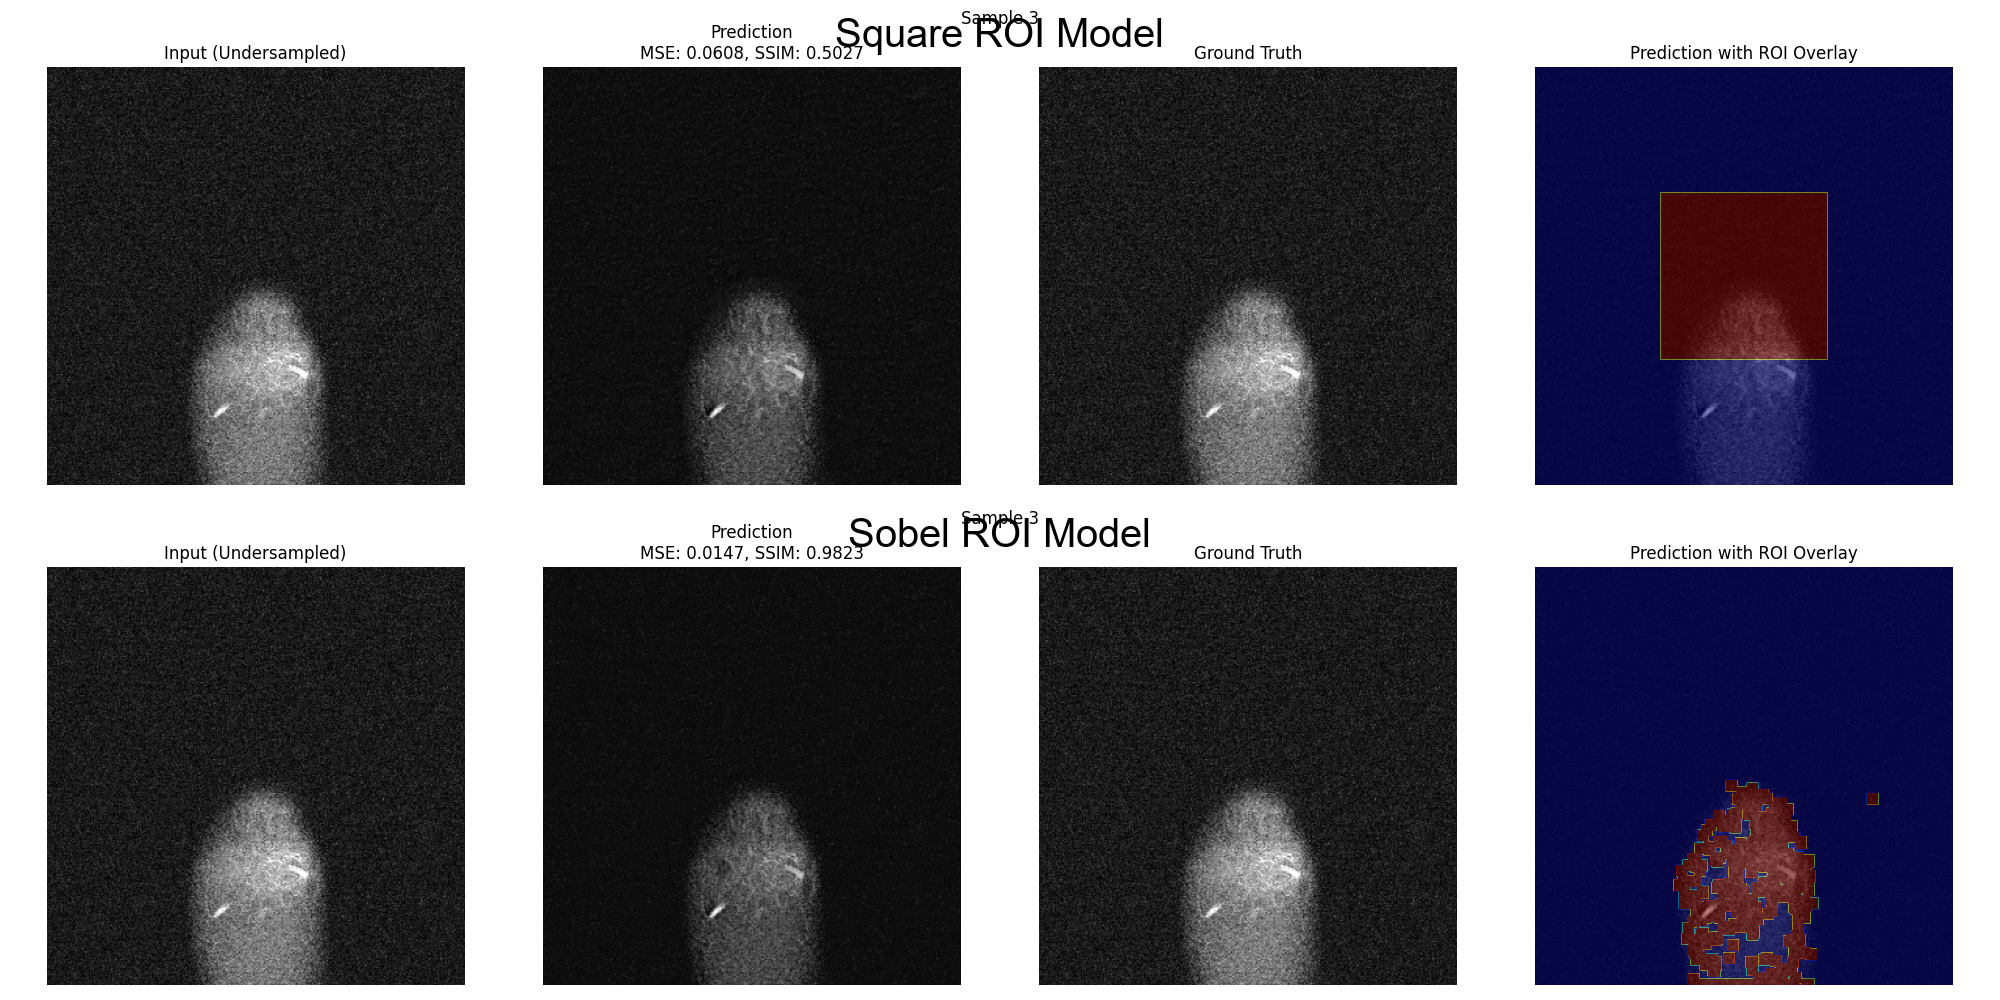 Sample 3
Square ROI Model
Input (Undersampled)
Prediction
MSE: 0.0608, SSIM: 0.5027
Ground Truth
Prediction with ROI Overlay
Sample 3
Sobel ROI Model
Input (Undersampled)
Prediction
MSE: 0.0147, SSIM: 0.9823
Ground Truth
Prediction with ROI Overlay